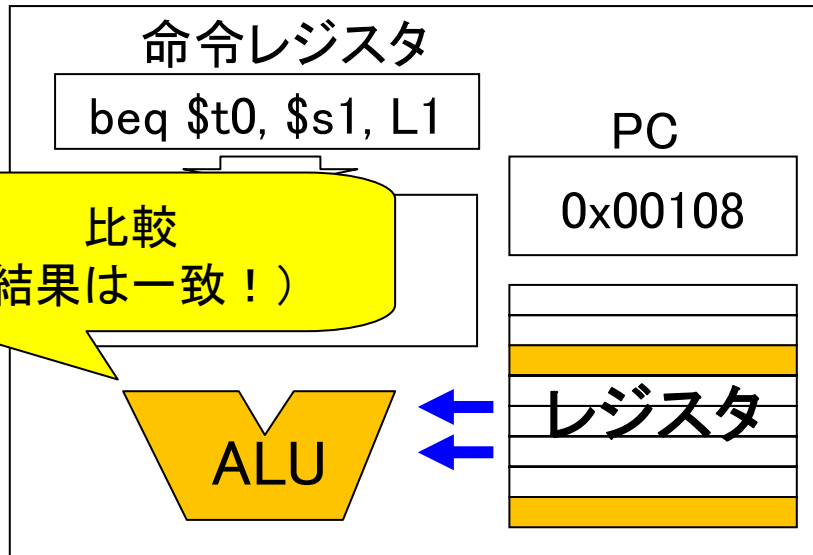 命令レジスタ
beq $t0, $s1, L1
PC
0x00108
比較
結果は一致！）
レジスタ
ALU